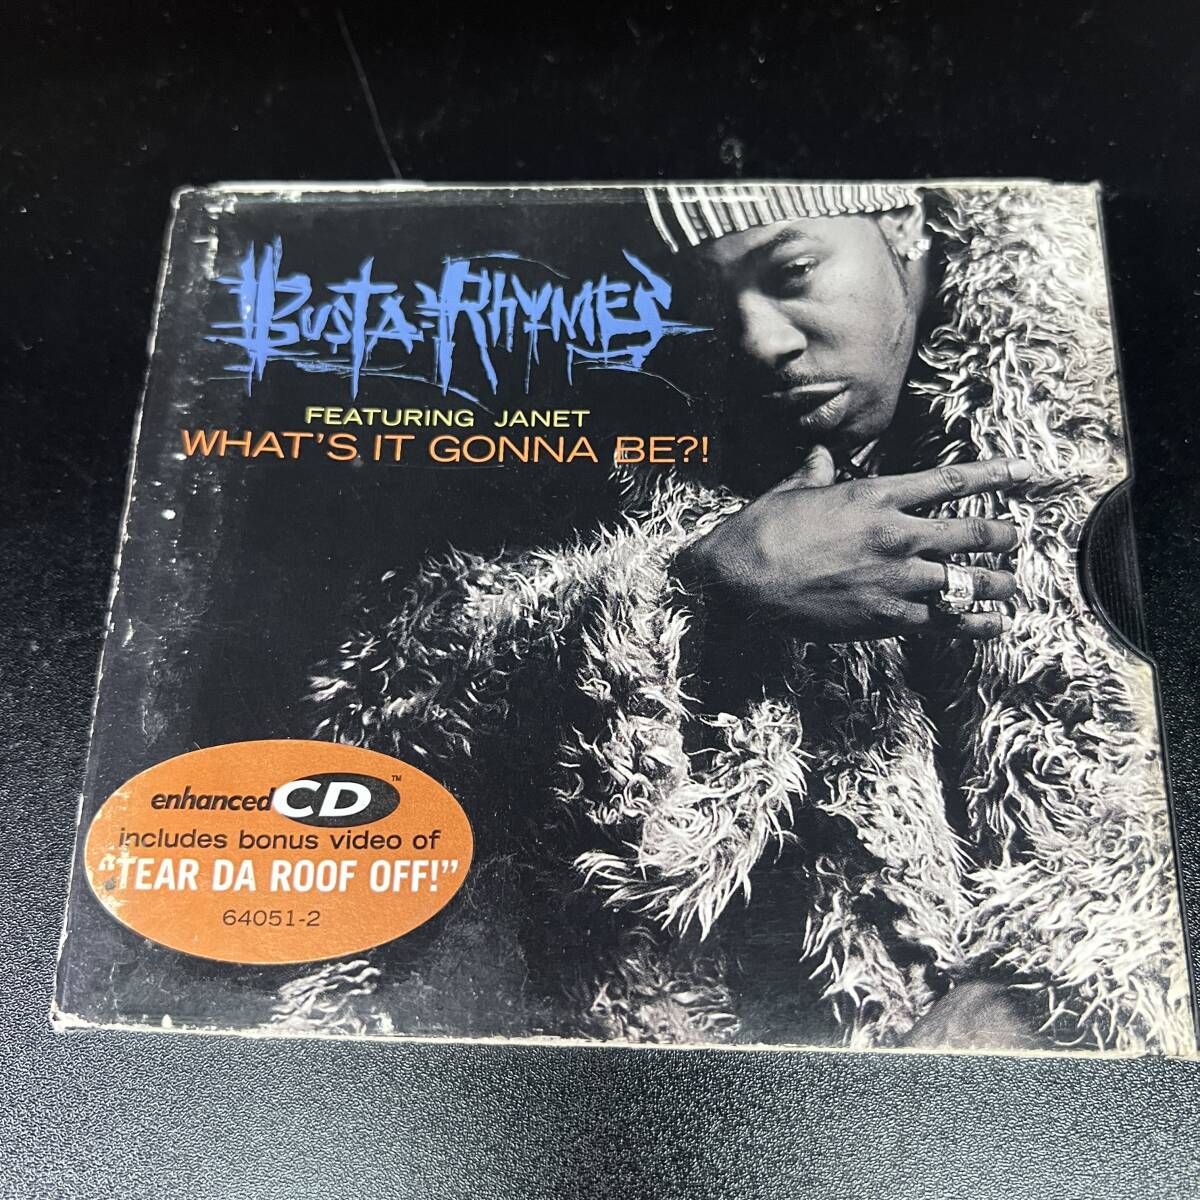 BUSTA RHYMES
FEATURING JANET
WHAT'S IT GONNA BE?!
enhanced CD™
includes bonus video of
"TEAR DA ROOF OFF!"
64051-2